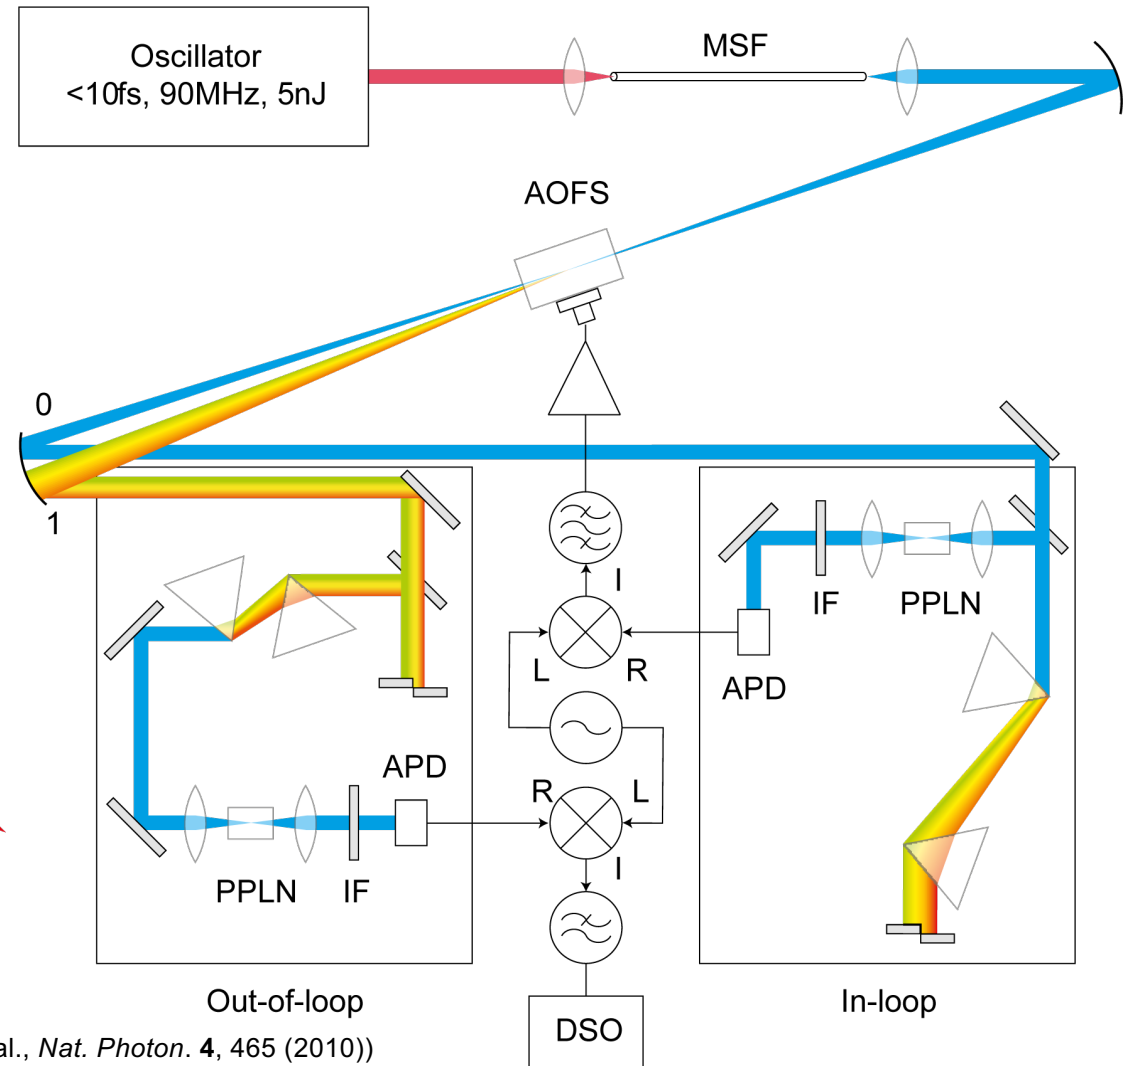 Oscillator
<10fs, 90MHz, 5nJ
MSF
AOFS
0
1
I
L
R
IF
PPLN
APD
APD
R
L
I
PPLN
IF
Out-of-loop
In-loop
DSO
al., Nat. Photon. 4, 465 (2010))